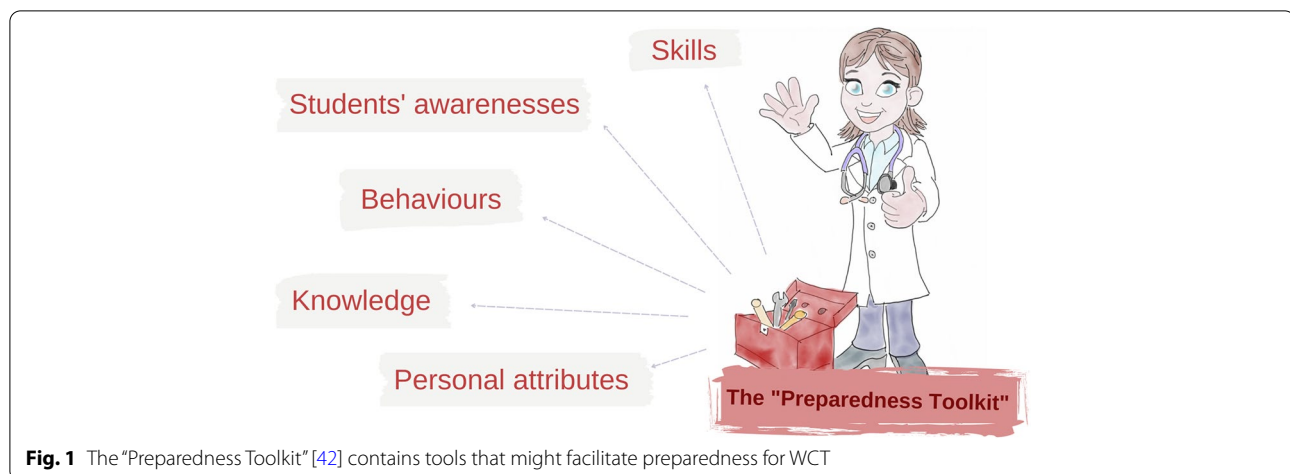 Skills
Students' awarenesses
Behaviours
Knowledge
Personal attributes
The "Preparedness Toolkit"
Fig. 1 The “Preparedness Toolkit” [42] contains tools that might facilitate preparedness for WCT